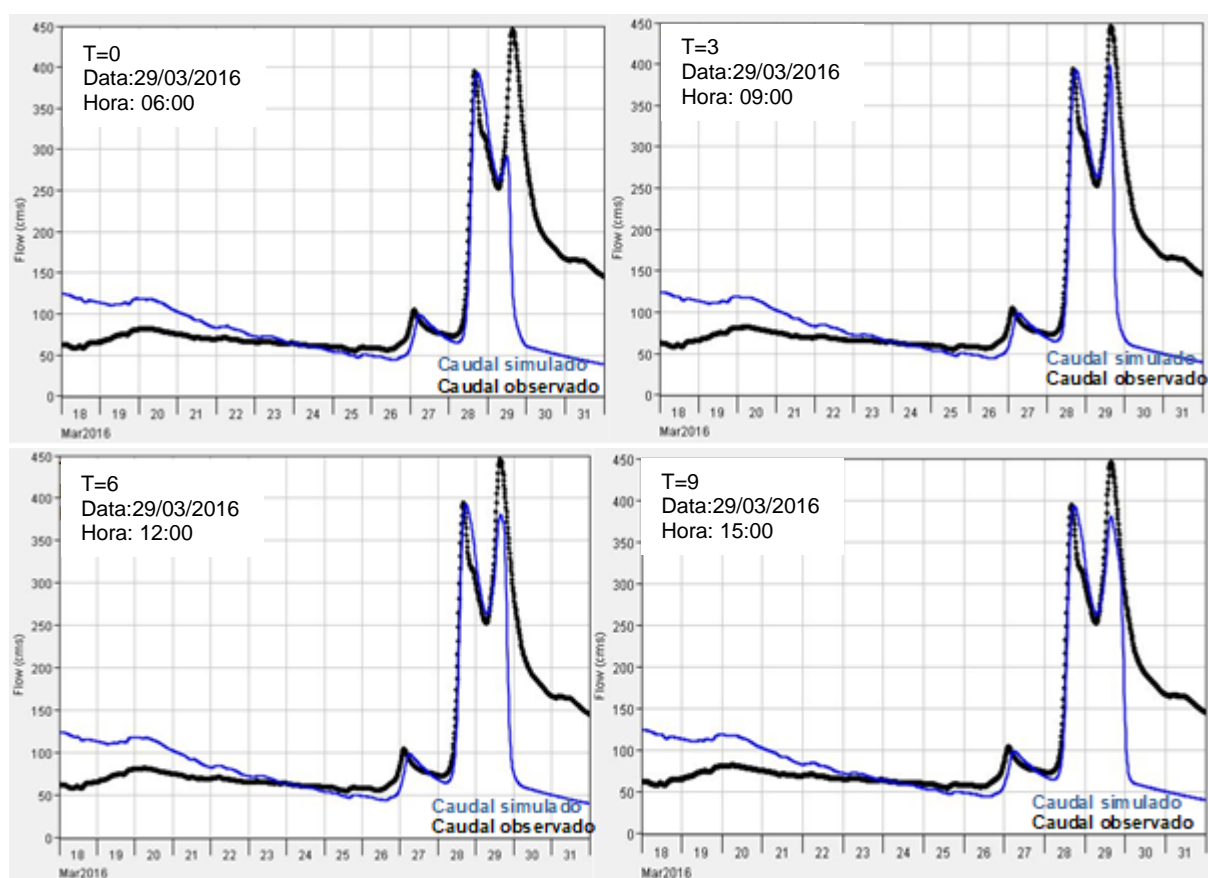 T=0
Data:29/03/2016
Hora: 06:00
Flow (cms)
450
400
350
300
250
200
150
100
50
0
Caudal simulado
Caudal observado
18 19 20 21 22 23 24 25 26 27 28 29 30 31
Mar2016
T=3
Data:29/03/2016
Hora: 09:00
Flow (cms)
450
400
350
300
250
200
150
100
50
0
Caudal simulado
Caudal observado
18 19 20 21 22 23 24 25 26 27 28 29 30 31
Mar2016
T=6
Data:29/03/2016
Hora: 12:00
Flow (cms)
450
400
350
300
250
200
150
100
50
0
Caudal simulado
Caudal observado
18 19 20 21 22 23 24 25 26 27 28 29 30 31
Mar2016
T=9
Data:29/03/2016
Hora: 15:00
Flow (cms)
450
400
350
300
250
200
150
100
50
0
Caudal simulado
Caudal observado
18 19 20 21 22 23 24 25 26 27 28 29 30 31
Mar2016